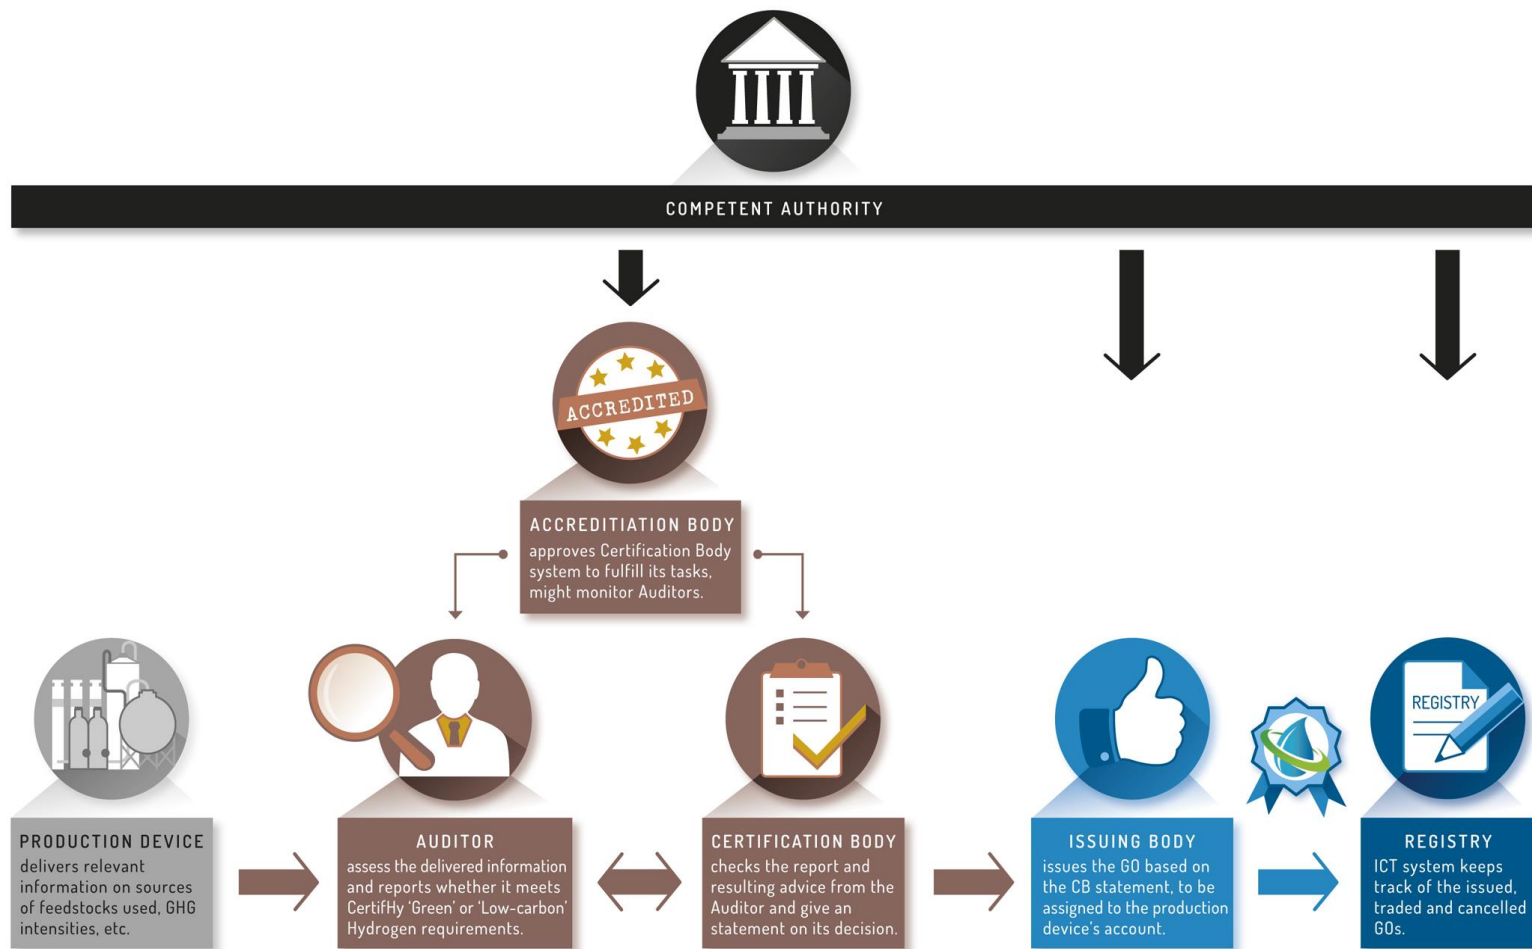 COMPETENT AUTHORITY
ACCREDITED
ACCREDITIATION BODY
approves Certification Body
system to fulfill its tasks,
might monitor Auditors.
PRODUCTION DEVICE
delivers relevant
information on sources
of feedstocks used, GHG
intensities, etc.
AUDITOR
assess the delivered information
and reports whether it meets
CertifHy ‘Green’ or ‘Low-carbon’
Hydrogen requirements.
CERTIFICATION BODY
checks the report and
resulting advice from the
Auditor and give an
statement on its decision.
ISSUING BODY
issues the GO based on
the CB statement, to be
assigned to the production
device’s account.
REGISTRY
REGISTRY
ICT system keeps
track of the issued,
traded and cancelled
GOs.